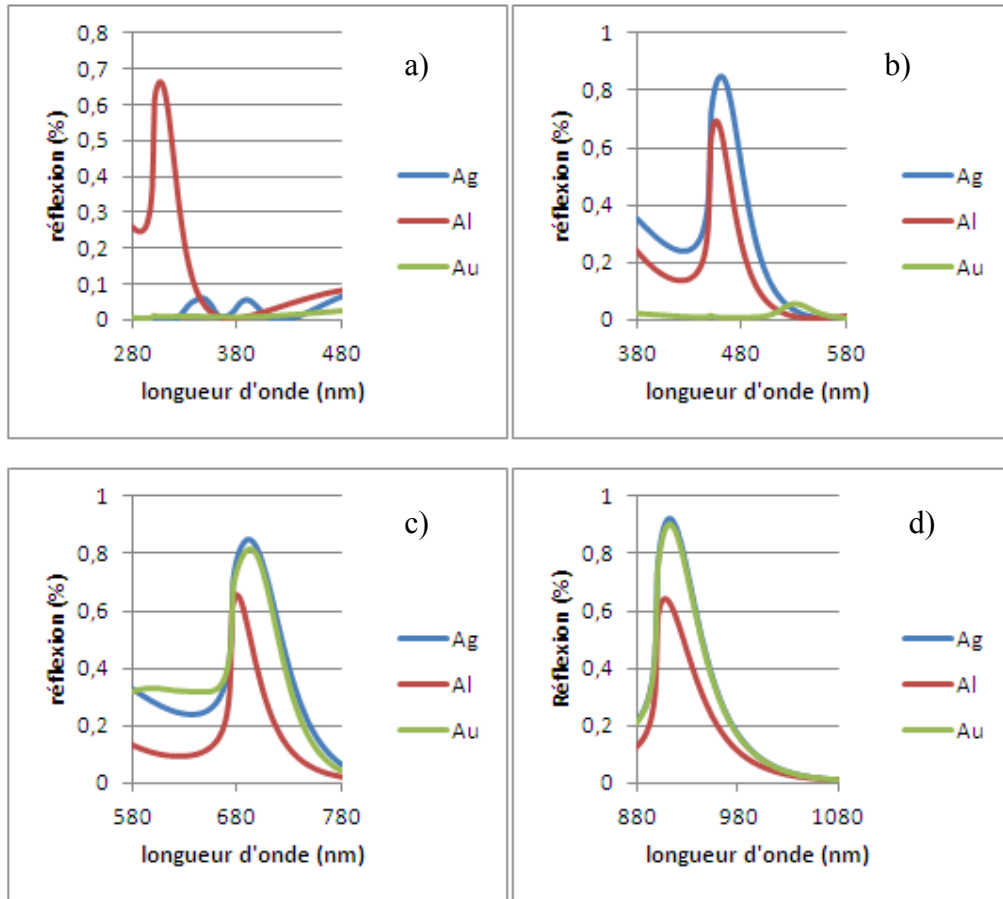 a)
0,8
0,7
0,6
0,5
0,4
0,3
0,2
0,1
0
réflexion (%)
280 380 480
longueur d'onde (nm)
Ag
Al
Au
b)
1
0,8
0,6
0,4
0,2
0
réflexion (%)
380 480 580
longueur d'onde (nm)
Ag
Al
Au
c)
1
0,8
0,6
0,4
0,2
0
réflexion (%)
580 680 780
longueur d'onde (nm)
Ag
Al
Au
d)
1
0,8
0,6
0,4
0,2
0
Réflexion (%)
880 980 1080
longueur d'onde (nm)
Ag
Al
Au